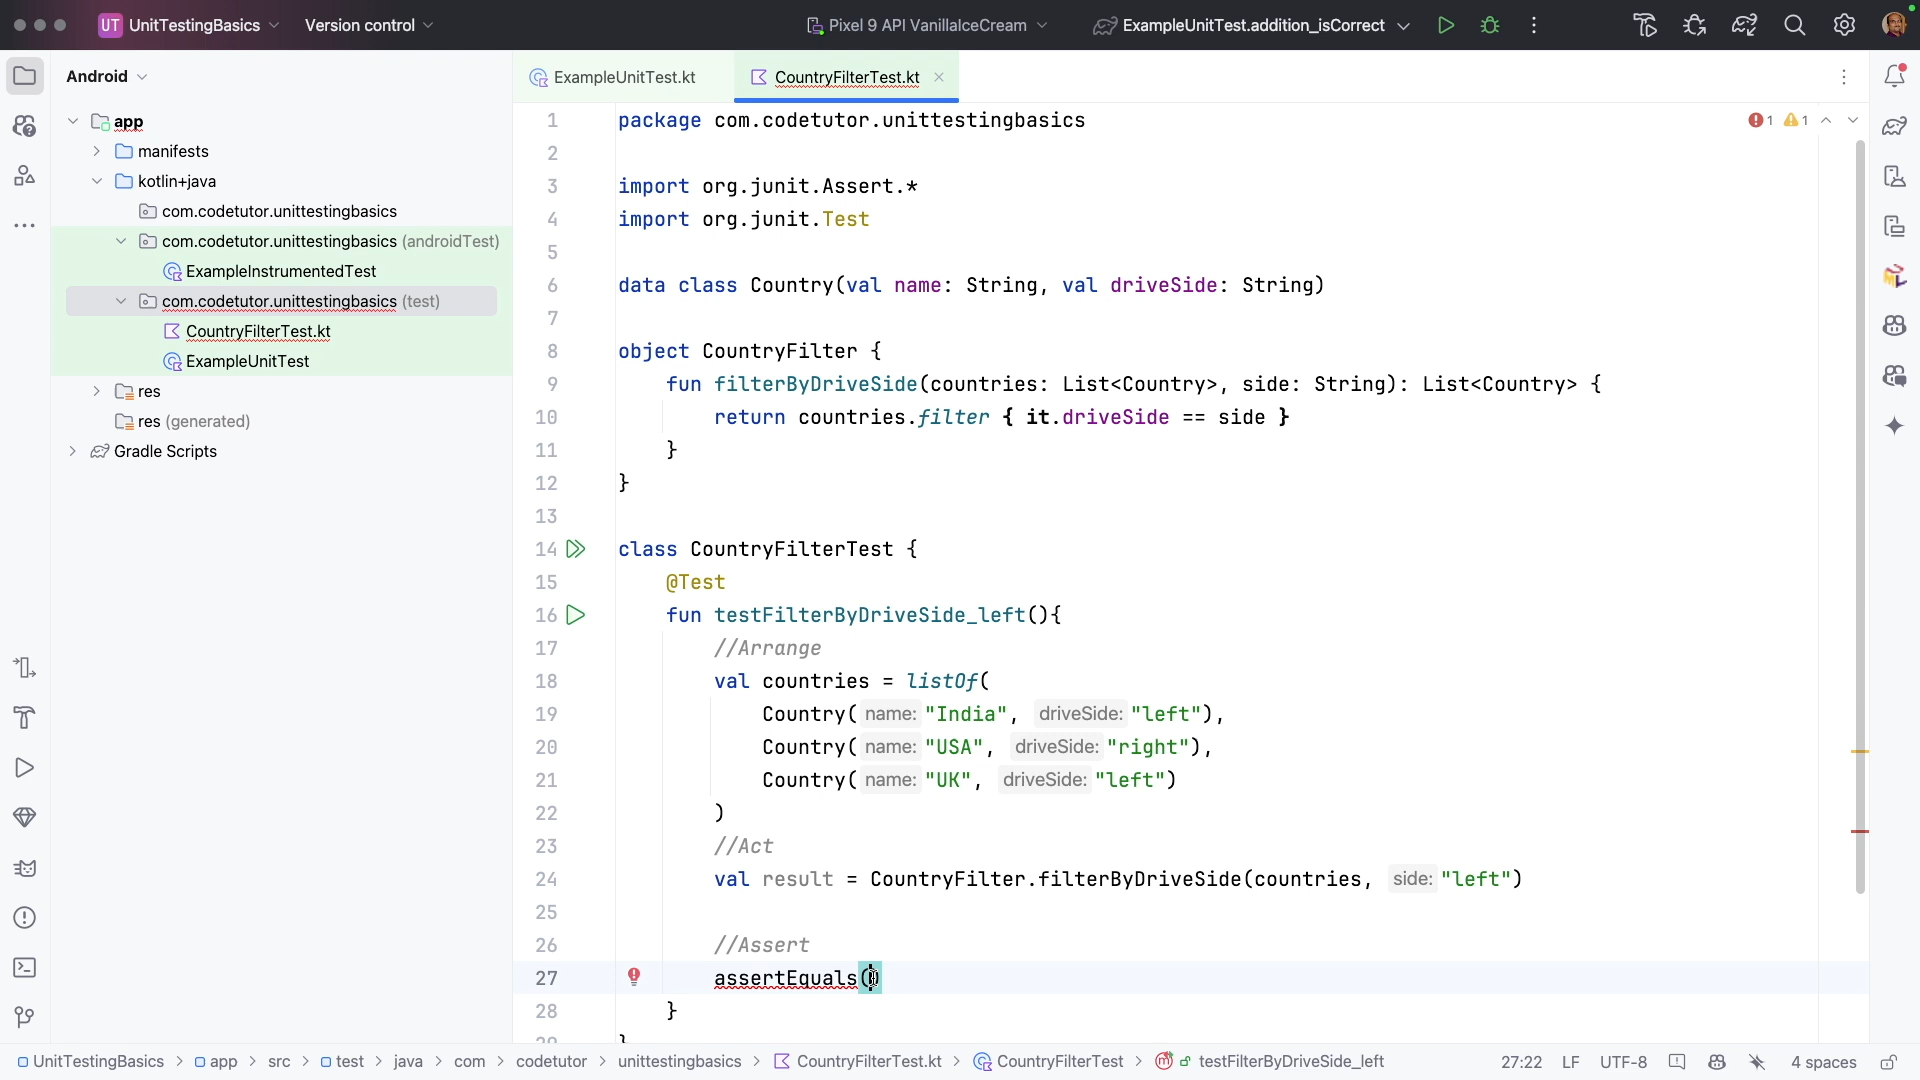 UT UnitTestingBasics Version control Pixel 9 API VanillaIceCream ExampleUnitTest.addition_isCorrect
Android
app
manifests
kotlin+java
com.codetutor.unittestingbasics
com.codetutor.unittestingbasics (androidTest)
ExampleInstrumentedTest
com.codetutor.unittestingbasics (test)
CountryFilterTest.kt
ExampleUnitTest
res
res (generated)
Gradle Scripts
ExampleUnitTest.kt CountryFilterTest.kt
1 1
1 package com.codetutor.unittestingbasics
2
3 import org.junit.Assert.*
4 import org.junit.Test
5
6 data class Country(val name: String, val driveSide: String)
7
8 object CountryFilter {
9 fun filterByDriveSide(countries: List<Country>, side: String): List<Country> {
10 return countries.filter { it.driveSide == side }
11 }
12 }
13
14 class CountryFilterTest {
15 @Test
16 fun testFilterByDriveSide_left(){
17 //Arrange
18 val countries = listOf(
19 Country( name: "India", driveSide: "left"),
20 Country( name: "USA", driveSide: "right"),
21 Country( name: "UK", driveSide: "left")
22 )
23 //Act
24 val result = CountryFilter.filterByDriveSide(countries, side: "left")
25
26 //Assert
27 assertEquals()
28 }
29 }
UnitTestingBasics > app > src > test > java > com > codetutor > unittestingbasics > CountryFilterTest.kt > CountryFilterTest > testFilterByDriveSide_left 27:22 LF UTF-8 4 spaces